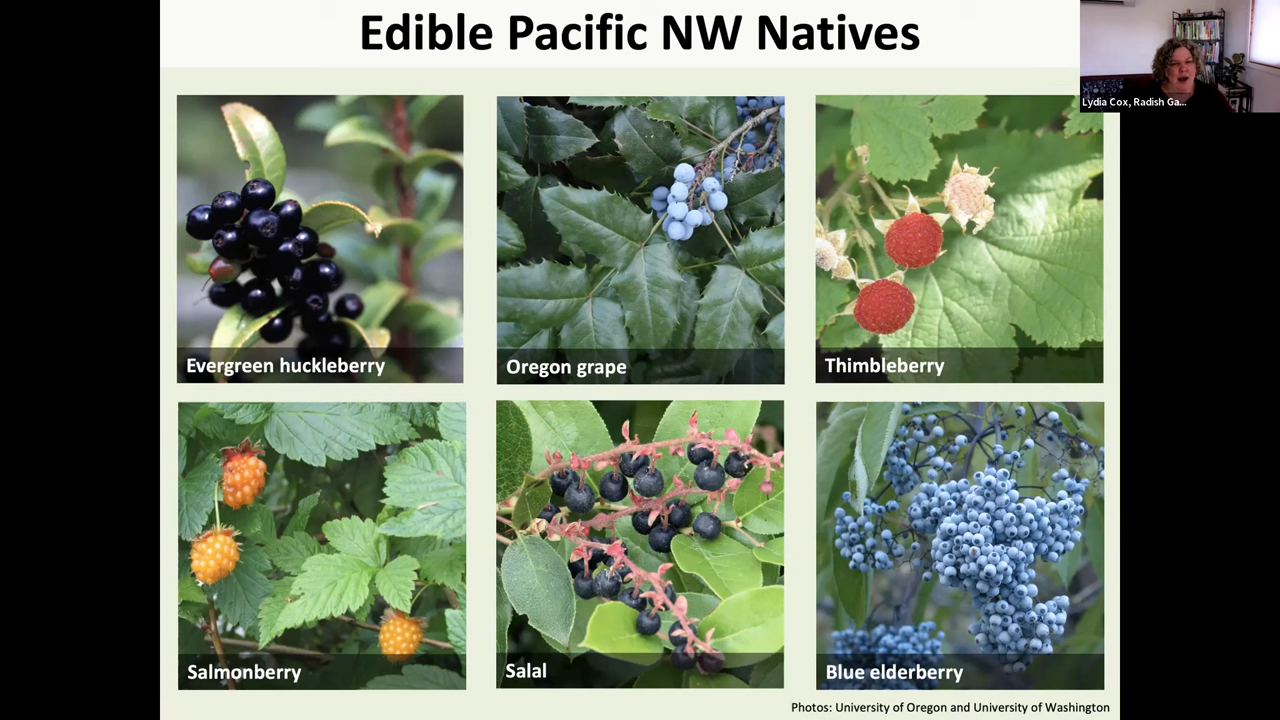 Edible Pacific NW Natives
Lydia Cox, Radish Ga...
Evergreen huckleberry
Oregon grape
Thimbleberry
Salmonberry
Salal
Blue elderberry
Photos: University of Oregon and University of Washington